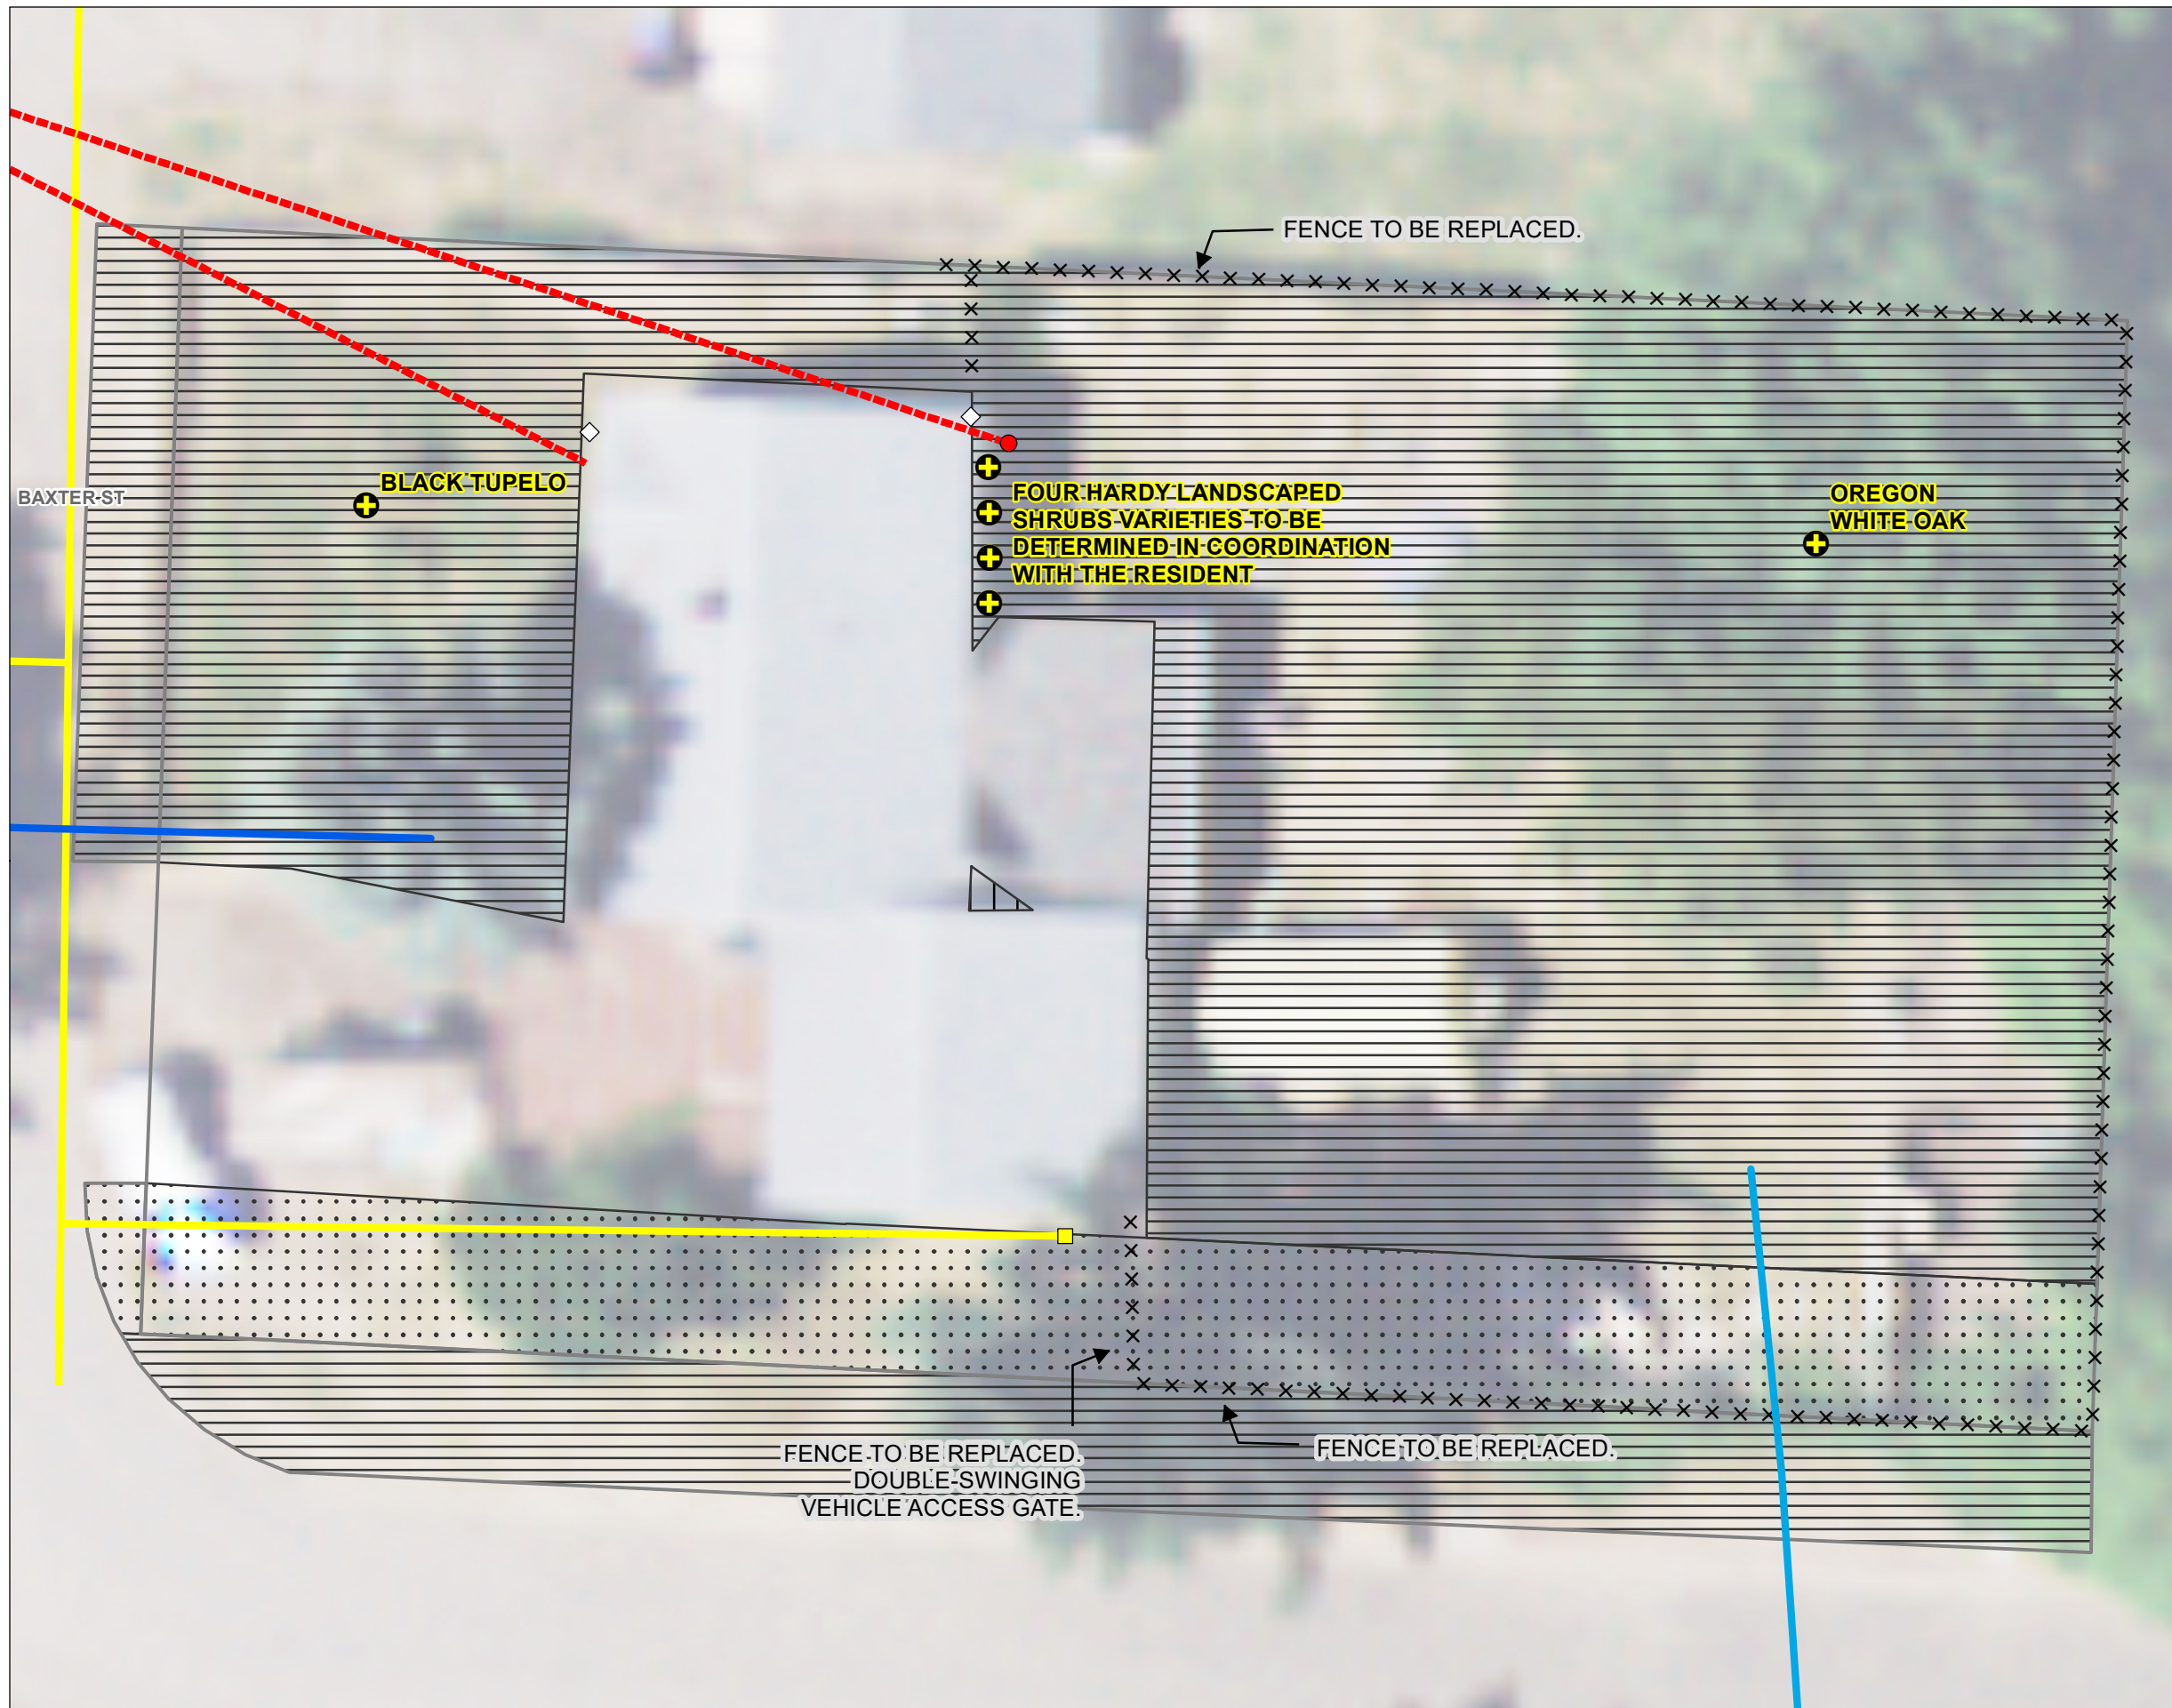 FENCE TO BE REPLACED.
BLACK TUPELO
BAXTER ST
FOUR HARDY LANDSCAPED
SHRUBS VARIETIES TO BE
DETERMINED IN COORDINATION
WITH THE RESIDENT
OREGON
WHITE OAK
FENCE TO BE REPLACED.
DOUBLE-SWINGING
VEHICLE ACCESS GATE.
FENCE TO BE REPLACED.